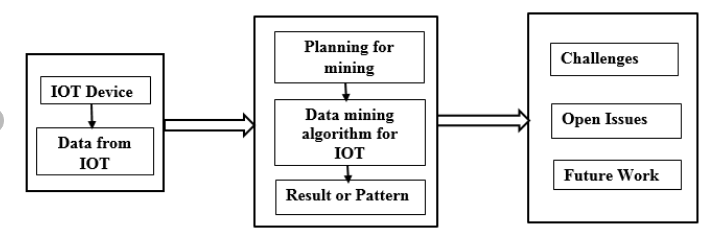 IOT Device
Data from
IOT
Planning for
mining
Data mining
algorithm for
IOT
Result or Pattern
Challenges
Open Issues
Future Work